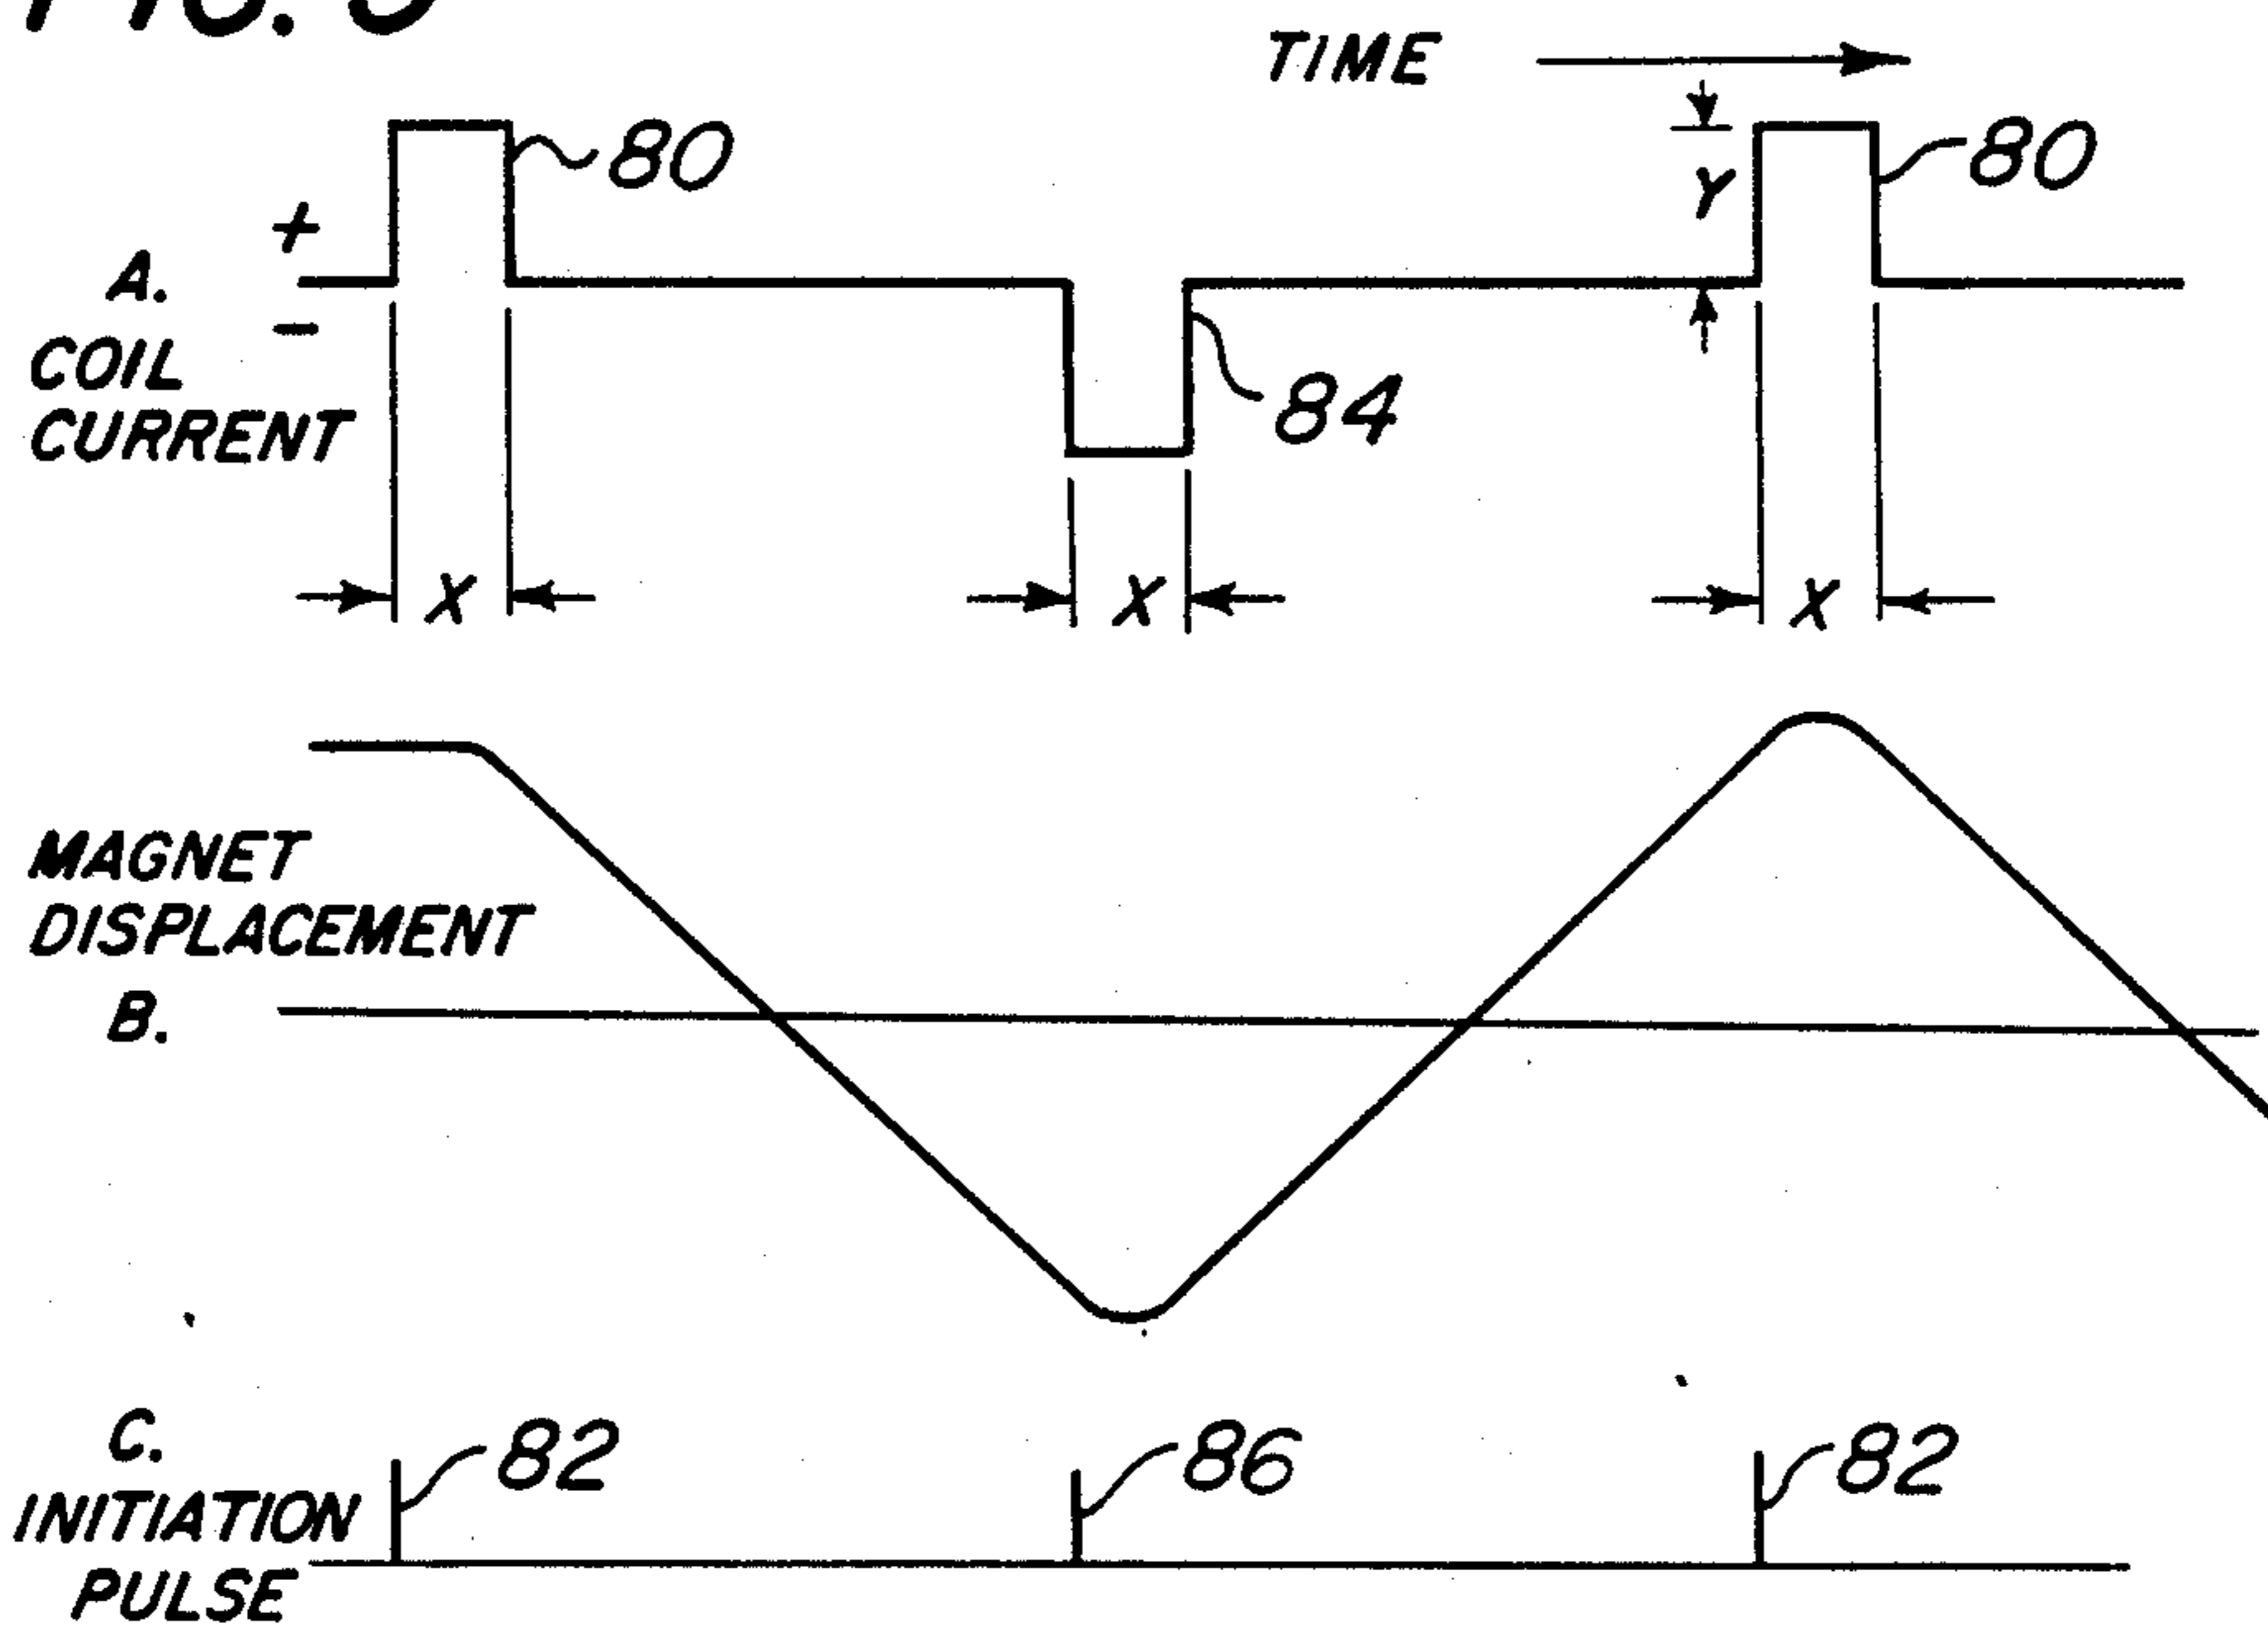 TIME
80
Y
80
+
A.
-
COIL
CURRENT
84
X
X
X
MAGNET
DISPLACEMENT
B.
C.
82
86
82
INITIATION
PULSE